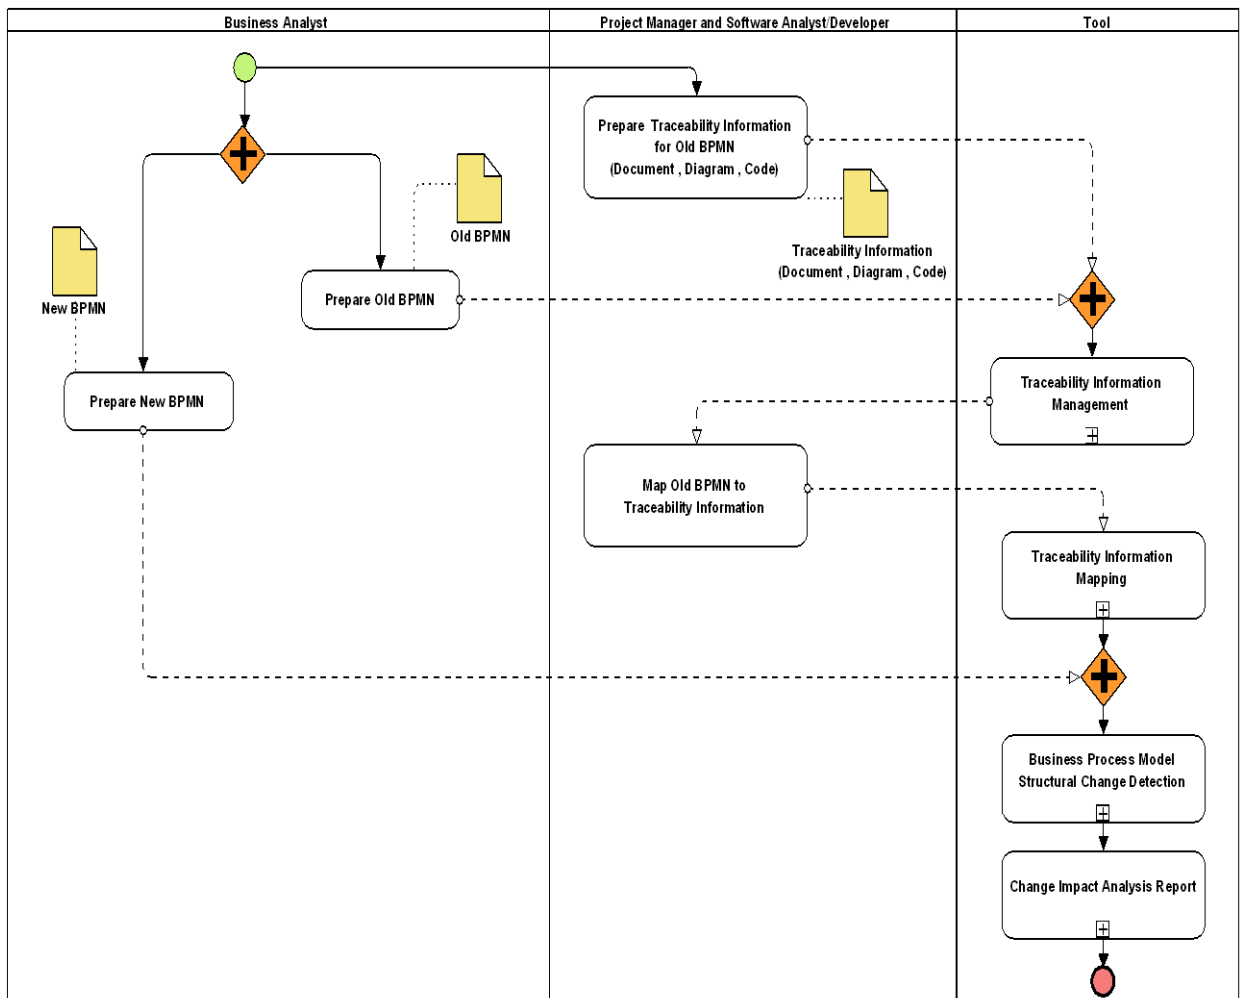 Business Analyst
Project Manager and Software Analyst/Developer
Tool
Prepare Traceability Information
for Old BPMN
(Document , Diagram , Code)
Old BPMN
Traceability Information
(Document , Diagram , Code)
New BPMN
Prepare Old BPMN
Prepare New BPMN
Traceability Information
Management
Map Old BPMN to
Traceability Information
Traceability Information
Mapping
Business Process Model
Structural Change Detection
Change Impact Analysis Report